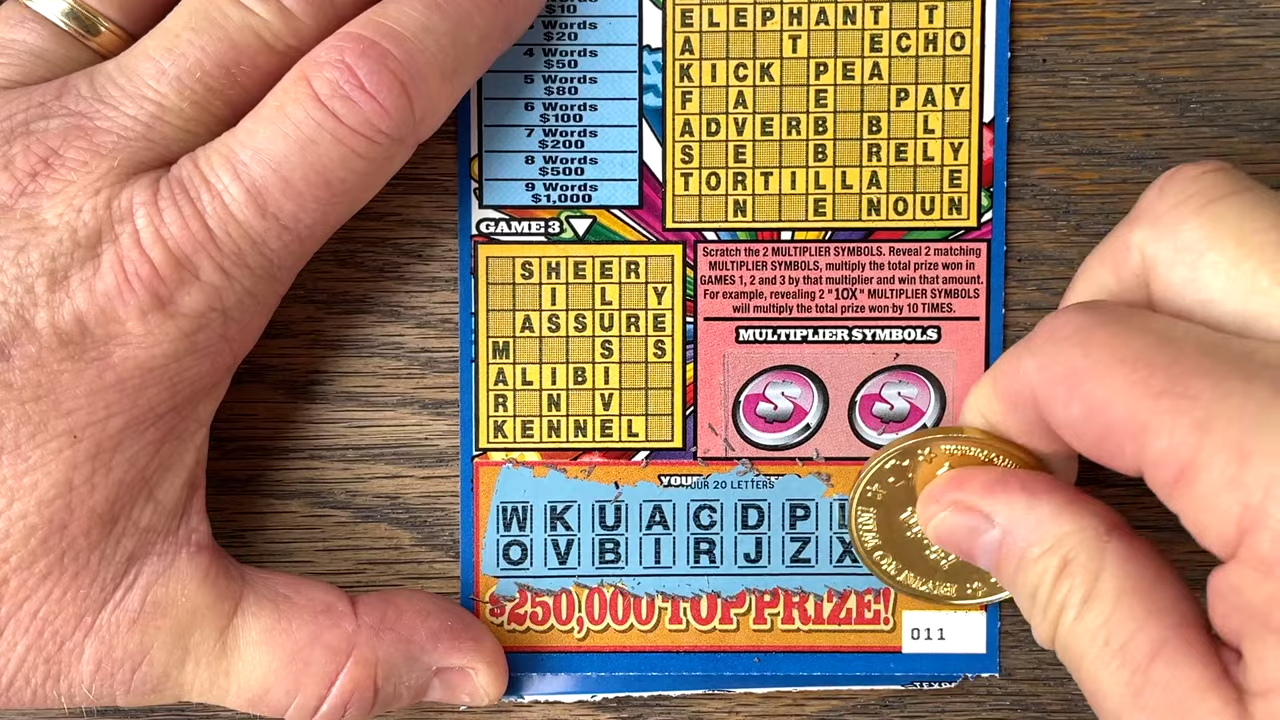 $10
Words
$20
4 Words
$50
5 Words
$80
6 Words
$100
7 Words
$200
8 Words
$500
9 Words
$1,000
ELEPHANT T
A T E ECHO
K KICK PEA A
F A E PAY
ADVERB B L
S E B RELY
TORTILLA E
N L NOUN
GAME 3
SHEER
I L Y
ASSURE
M S S
ALIBI
R N V
KENNEL
Scratch the 2 MULTIPLIER SYMBOLS. Reveal 2 matching
MULTIPLIER SYMBOLS, multiply the total prize won in
GAMES 1, 2 and 3 by that multiplier and win that amount.
For example, revealing 2 "10X" MULTIPLIER SYMBOLS
will multiply the total prize won by 10 TIMES.
MULTIPLIER SYMBOLS
$ $
YOUR 20 LETTERS
W K U A C D P
O V B I R J Z X
$250,000 TOP PRIZE!
011